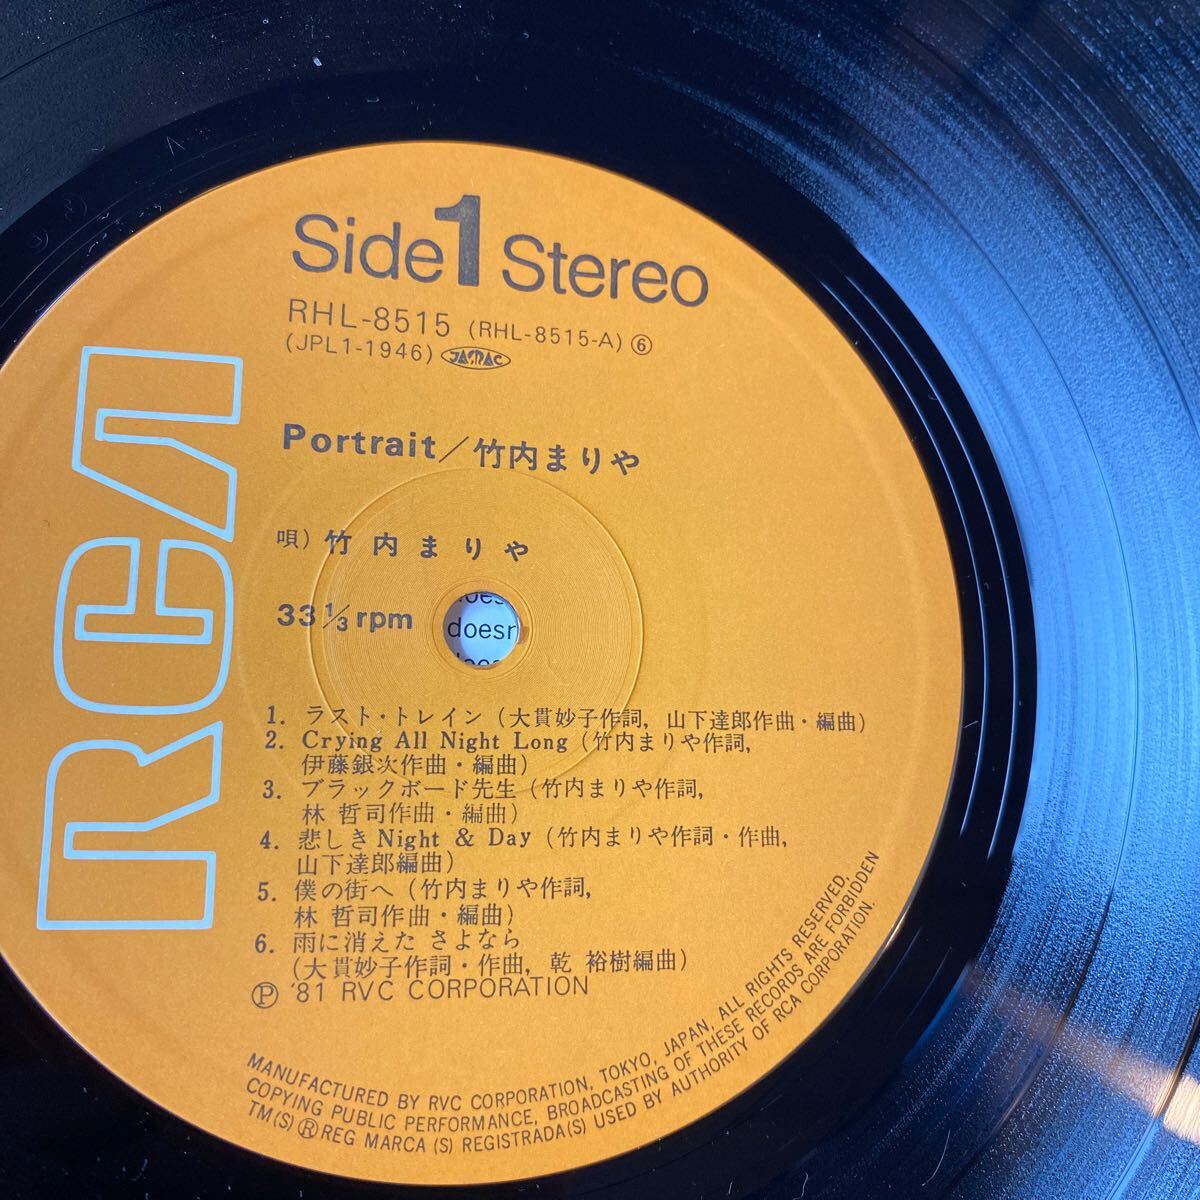 Side 1 Stereo
RHL-8515 (RHL-8515-A) ⑥
(JPL1-1946) JASRAC
RCA
Portrait／竹内まりや
唄) 竹内まりや
33 1/3 rpm
does
doesr
does
1. ラスト・トレイン (大貫妙子作詞, 山下達郎作曲・編曲)
2. Crying All Night Long (竹内まりや作詞,
伊藤銀次作曲・編曲)
3. ブラックボード先生 (竹内まりや作詞,
林 哲司作曲・編曲)
4. 悲しきNight & Day (竹内まりや作詞・作曲,
山下達郎編曲)
5. 僕の街へ (竹内まりや作詞,
林 哲司作曲・編曲)
6. 雨に消えた さよなら
(大貫妙子作詞・作曲, 乾 裕樹編曲)
Ⓟ '81 RVC CORPORATION
MANUFACTURED BY RVC CORPORATION, TOKYO, JAPAN, ALL RIGHTS RESERVED,
COPYING PUBLIC PERFORMANCE, BROADCASTING OF THESE RECORDS ARE FORBIDDEN
TM(S) ® REG MARCA (S) REGISTRADA(S) USED BY AUTHORITY OF RCA CORPORATION.